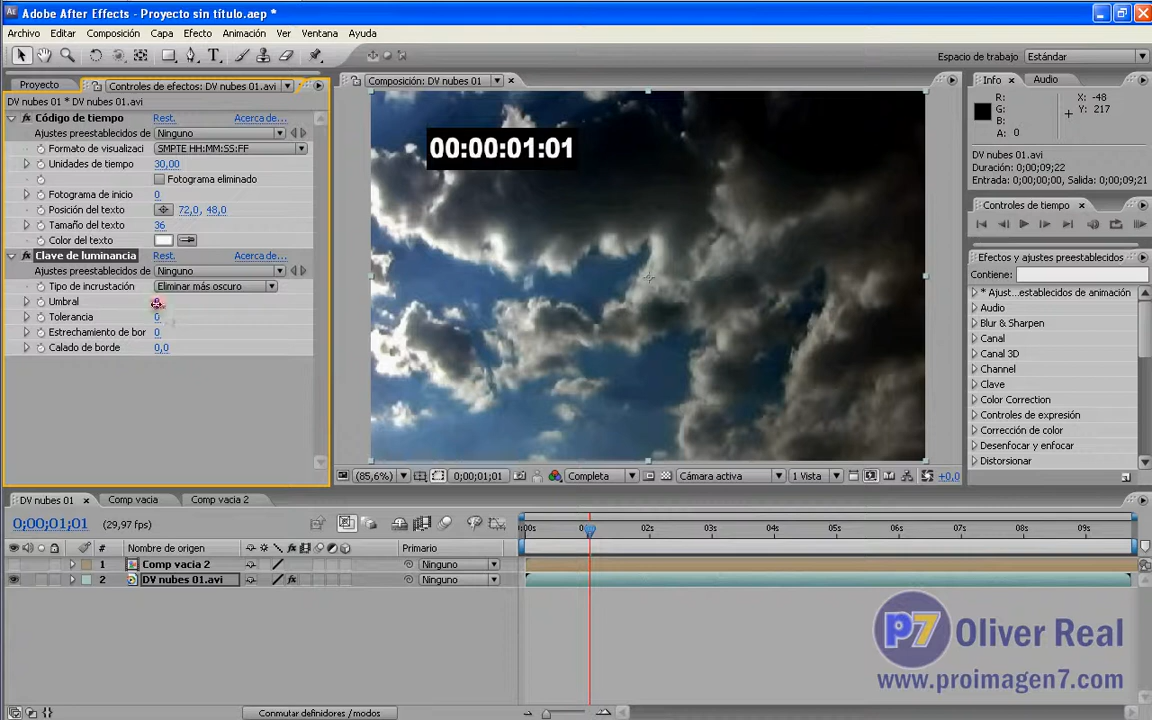 Adobe After Effects - Proyecto sin título.aep *
Archivo Editar Composición Capa Efecto Animación Ver Ventana Ayuda
Espacio de trabajo Estándar
Proyecto Controles de efectos: DV nubes 01.avi
DV nubes 01 * DV nubes 01.avi
Código de tiempo Rest. Acerca de...
Ajustes preestablecidos de Ninguno
Formato de visualizaci SMPTE HH:MM:SS:FF
Unidades de tiempo 30,00
Fotograma eliminado
Fotograma de inicio 0
Posición del texto 72,0, 48,0
Tamaño del texto 36
Color del texto
Clave de luminancia Rest. Acerca de...
Ajustes preestablecidos de Ninguno
Tipo de incrustación Eliminar más oscuro
Umbral
Tolerancia 0
Estrechamiento de bor 0
Calado de borde 0,0
Composición: DV nubes 01
00:00:01:01
(85,6%) 0;00;01;01 Completa Cámara activa 1 Vista +0,0
Info Audio
R: X: -48
G: Y: 217
B:
A: 0
DV nubes 01.avi
Duración: 0;00;09;22
Entrada: 0;00;00;00, Salida: 0;00;09;21
Controles de tiempo
Efectos y ajustes preestablecidos
Contiene:
* Ajust...establecidos de animación
Audio
Blur & Sharpen
Canal
Canal 3D
Channel
Clave
Color Correction
Controles de expresión
Corrección de color
Desenfocar y enfocar
Distorsionar
DV nubes 01 Comp vacia Comp vacia 2
0;00;01;01 (29,97 fps)
:00s 02s 03s 04s 05s 06s 07s 08s 09s
# Nombre de origen Primario
1 Comp vacia 2 Ninguno
2 DV nubes 01.avi Ninguno
Conmutar definidores /modos
P7 Oliver Real
www.proimagen7.com